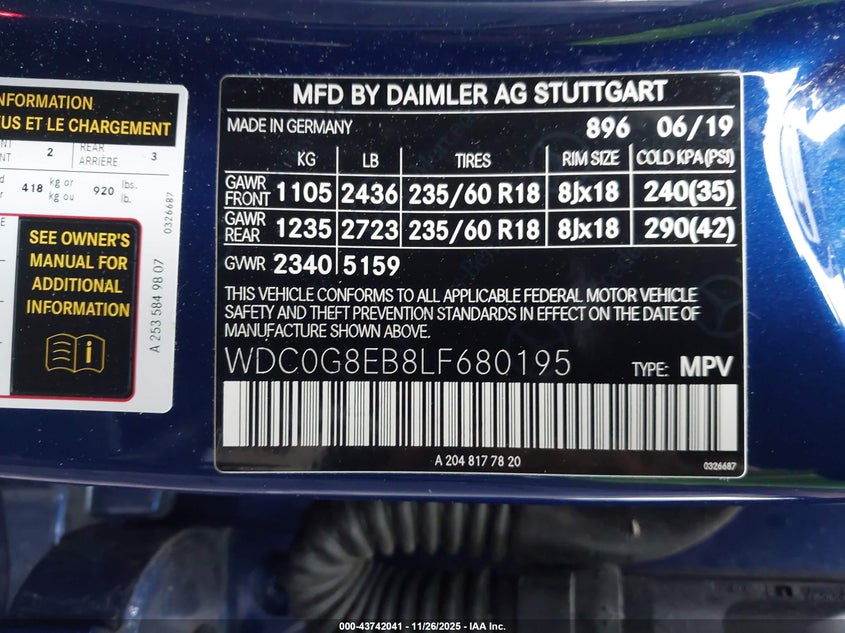 NFORMATION
TUS ET LE CHARGEMENT
2 REAR ARRIÈRE 3
418 kg or kg ou 920 lbs. lb.
SEE OWNER'S
MANUAL FOR
ADDITIONAL
INFORMATION
A 253 584 98 07
0326687
MFD BY DAIMLER AG STUTTGART
MADE IN GERMANY 896 06/19
KG LB TIRES RIM SIZE COLD KPA(PSI)
GAWR FRONT 1105 2436 235/60 R18 8Jx18 240(35)
GAWR REAR 1235 2723 235/60 R18 8Jx18 290(42)
GVWR 2340 5159
THIS VEHICLE CONFORMS TO ALL APPLICABLE FEDERAL MOTOR VEHICLE
SAFETY AND THEFT PREVENTION STANDARDS IN EFFECT ON THE DATE OF
MANUFACTURE SHOWN ABOVE.
WDC0G8EB8LF680195 TYPE: MPV
A 204 817 78 20
0326687
000-43742041 - 11/26/2025 - IAA Inc.